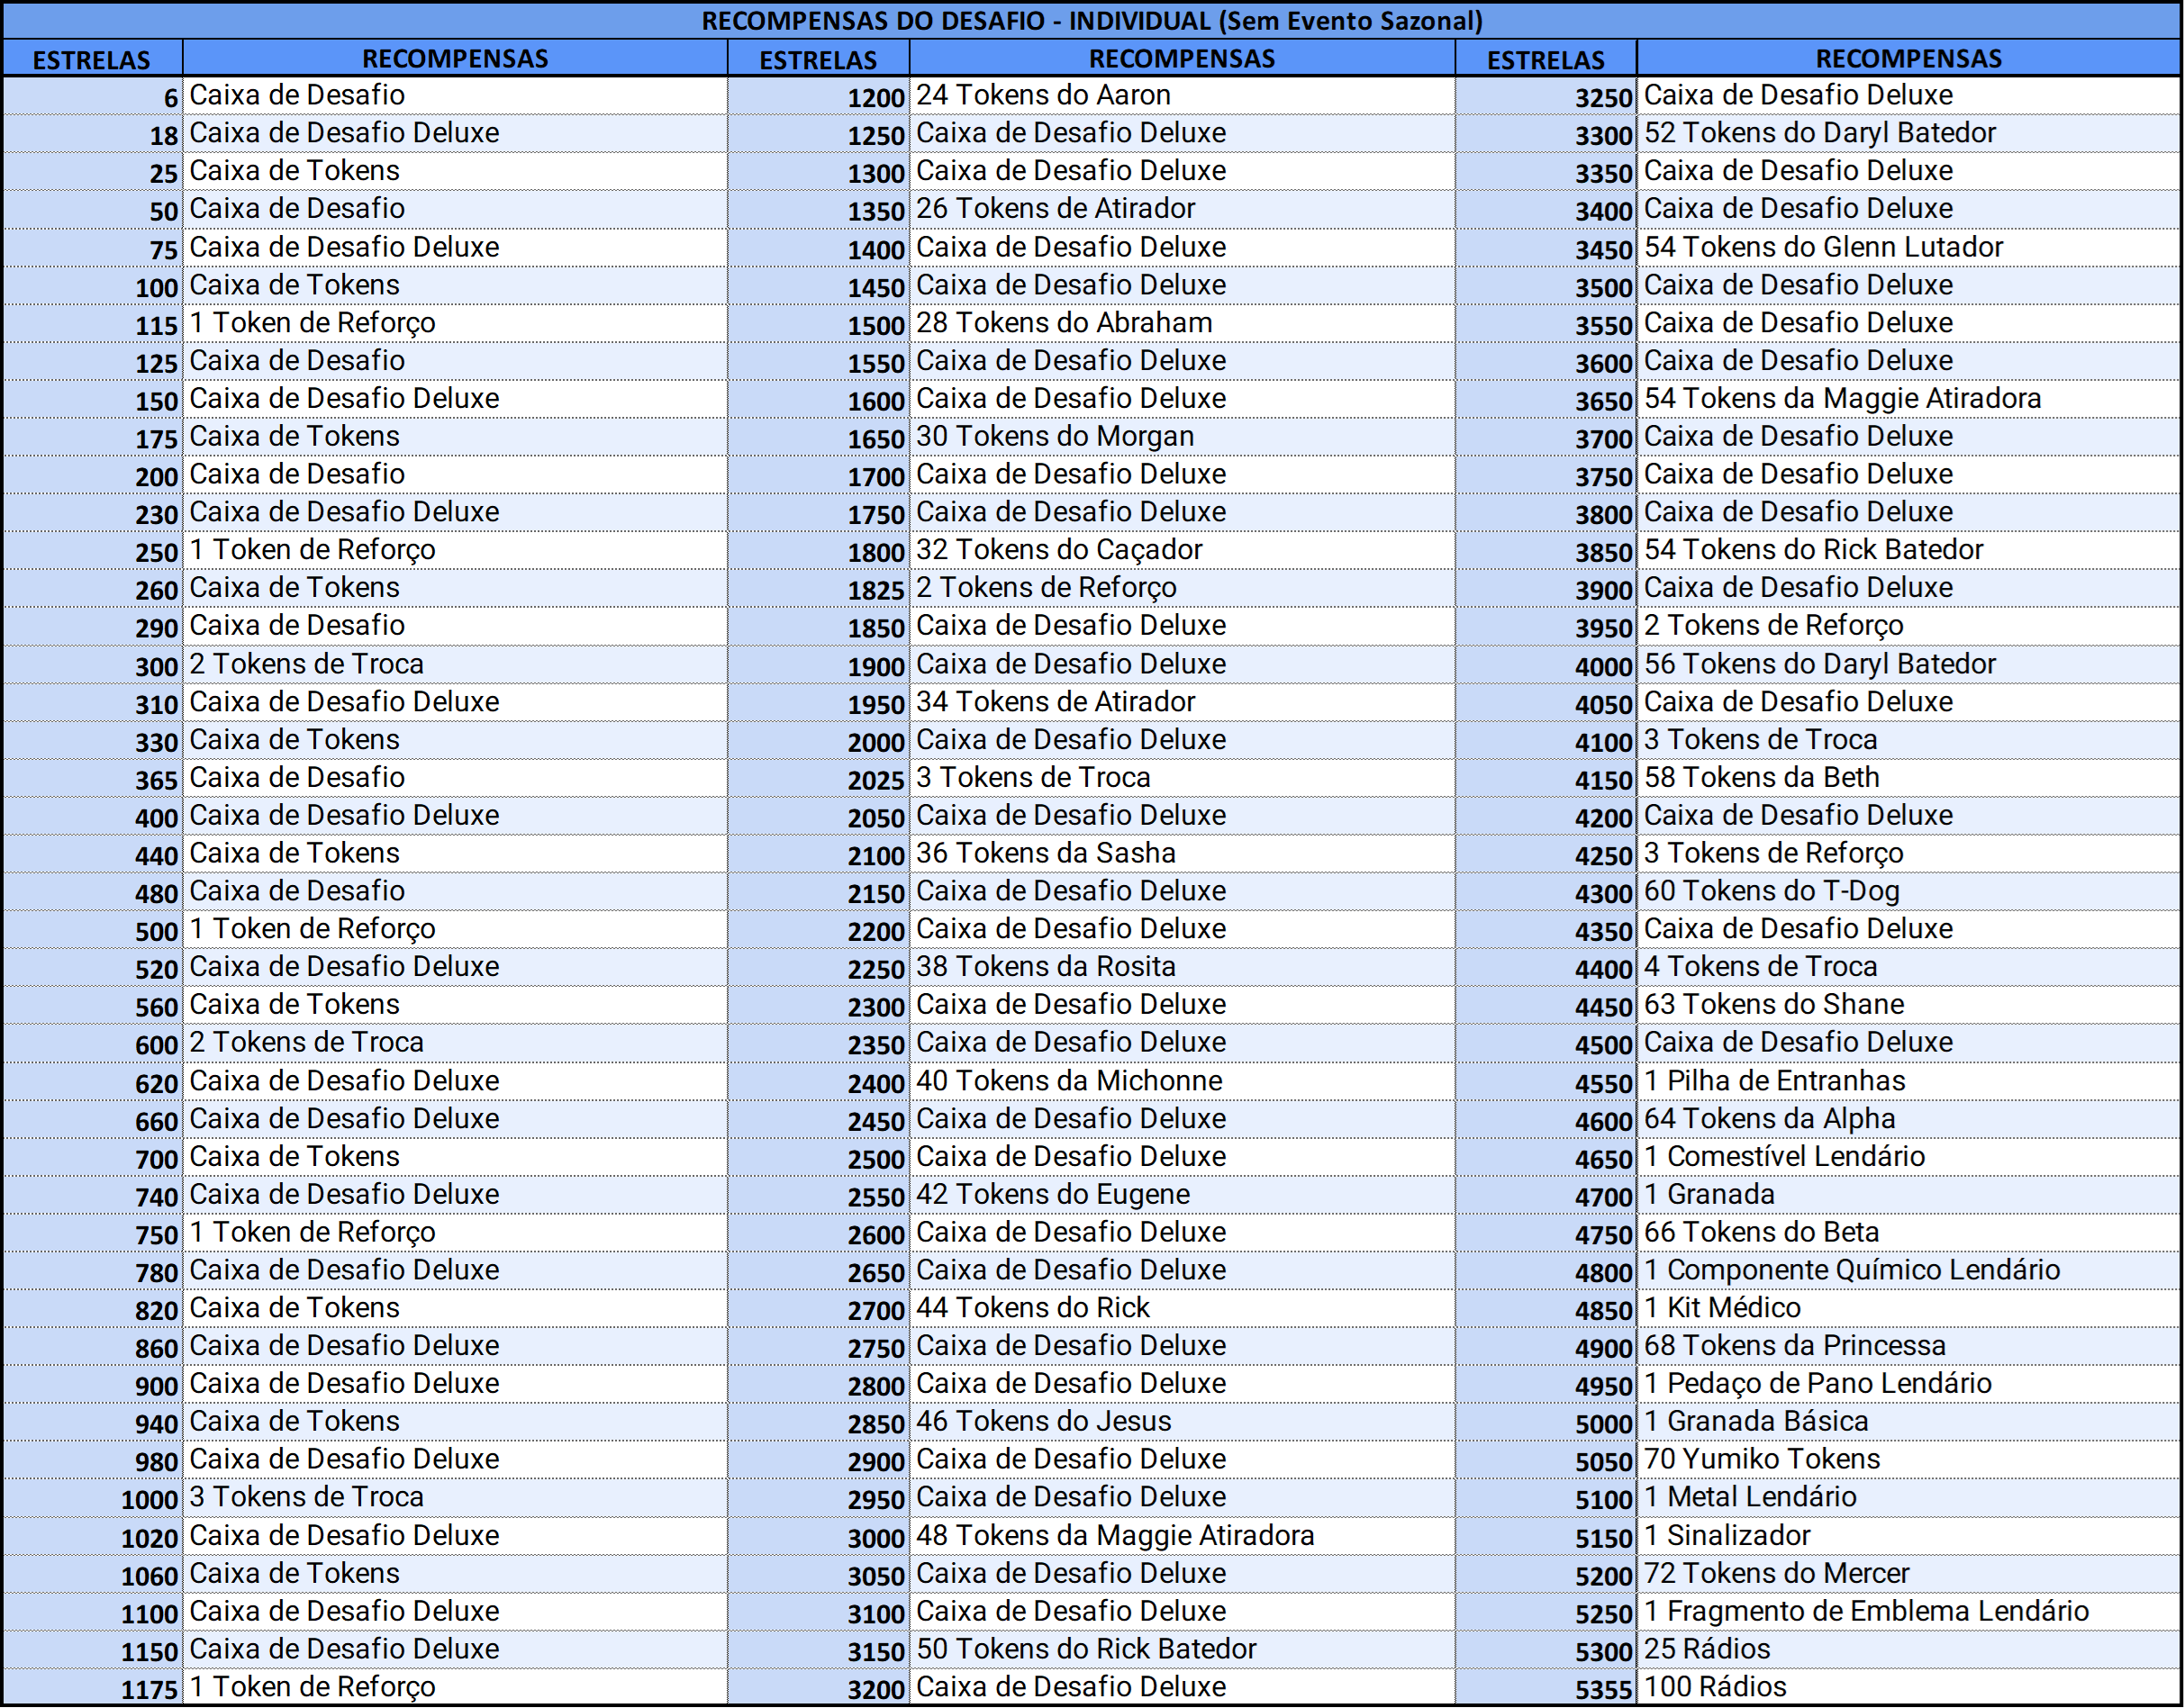 RECOMPENSAS DO DESAFIO - INDIVIDUAL (Sem Evento Sazonal)
ESTRELAS RECOMPENSAS ESTRELAS RECOMPENSAS ESTRELAS RECOMPENSAS
6 Caixa de Desafio 1200 24 Tokens do Aaron 3250 Caixa de Desafio Deluxe
18 Caixa de Desafio Deluxe 1250 Caixa de Desafio Deluxe 3300 52 Tokens do Daryl Batedor
25 Caixa de Tokens 1300 Caixa de Desafio Deluxe 3350 Caixa de Desafio Deluxe
50 Caixa de Desafio 1350 26 Tokens de Atirador 3400 Caixa de Desafio Deluxe
75 Caixa de Desafio Deluxe 1400 Caixa de Desafio Deluxe 3450 54 Tokens do Glenn Lutador
100 Caixa de Tokens 1450 Caixa de Desafio Deluxe 3500 Caixa de Desafio Deluxe
115 1 Token de Reforço 1500 28 Tokens do Abraham 3550 Caixa de Desafio Deluxe
125 Caixa de Desafio 1550 Caixa de Desafio Deluxe 3600 Caixa de Desafio Deluxe
150 Caixa de Desafio Deluxe 1600 Caixa de Desafio Deluxe 3650 54 Tokens da Maggie Atiradora
175 Caixa de Tokens 1650 30 Tokens do Morgan 3700 Caixa de Desafio Deluxe
200 Caixa de Desafio 1700 Caixa de Desafio Deluxe 3750 Caixa de Desafio Deluxe
230 Caixa de Desafio Deluxe 1750 Caixa de Desafio Deluxe 3800 Caixa de Desafio Deluxe
250 1 Token de Reforço 1800 32 Tokens do Caçador 3850 54 Tokens do Rick Batedor
260 Caixa de Tokens 1825 2 Tokens de Reforço 3900 Caixa de Desafio Deluxe
290 Caixa de Desafio 1850 Caixa de Desafio Deluxe 3950 2 Tokens de Reforço
300 2 Tokens de Troca 1900 Caixa de Desafio Deluxe 4000 56 Tokens do Daryl Batedor
310 Caixa de Desafio Deluxe 1950 34 Tokens de Atirador 4050 Caixa de Desafio Deluxe
330 Caixa de Tokens 2000 Caixa de Desafio Deluxe 4100 3 Tokens de Troca
365 Caixa de Desafio 2025 3 Tokens de Troca 4150 58 Tokens da Beth
400 Caixa de Desafio Deluxe 2050 Caixa de Desafio Deluxe 4200 Caixa de Desafio Deluxe
440 Caixa de Tokens 2100 36 Tokens da Sasha 4250 3 Tokens de Reforço
480 Caixa de Desafio 2150 Caixa de Desafio Deluxe 4300 60 Tokens do T-Dog
500 1 Token de Reforço 2200 Caixa de Desafio Deluxe 4350 Caixa de Desafio Deluxe
520 Caixa de Desafio Deluxe 2250 38 Tokens da Rosita 4400 4 Tokens de Troca
560 Caixa de Tokens 2300 Caixa de Desafio Deluxe 4450 63 Tokens do Shane
600 2 Tokens de Troca 2350 Caixa de Desafio Deluxe 4500 Caixa de Desafio Deluxe
620 Caixa de Desafio Deluxe 2400 40 Tokens da Michonne 4550 1 Pilha de Entranhas
660 Caixa de Desafio Deluxe 2450 Caixa de Desafio Deluxe 4600 64 Tokens da Alpha
700 Caixa de Tokens 2500 Caixa de Desafio Deluxe 4650 1 Comestível Lendário
740 Caixa de Desafio Deluxe 2550 42 Tokens do Eugene 4700 1 Granada
750 1 Token de Reforço 2600 Caixa de Desafio Deluxe 4750 66 Tokens do Beta
780 Caixa de Desafio Deluxe 2650 Caixa de Desafio Deluxe 4800 1 Componente Químico Lendário
820 Caixa de Tokens 2700 44 Tokens do Rick 4850 1 Kit Médico
860 Caixa de Desafio Deluxe 2750 Caixa de Desafio Deluxe 4900 68 Tokens da Princessa
900 Caixa de Desafio Deluxe 2800 Caixa de Desafio Deluxe 4950 1 Pedaço de Pano Lendário
940 Caixa de Tokens 2850 46 Tokens do Jesus 5000 1 Granada Básica
980 Caixa de Desafio Deluxe 2900 Caixa de Desafio Deluxe 5050 70 Yumiko Tokens
1000 3 Tokens de Troca 2950 Caixa de Desafio Deluxe 5100 1 Metal Lendário
1020 Caixa de Desafio Deluxe 3000 48 Tokens da Maggie Atiradora 5150 1 Sinalizador
1060 Caixa de Tokens 3050 Caixa de Desafio Deluxe 5200 72 Tokens do Mercer
1100 Caixa de Desafio Deluxe 3100 Caixa de Desafio Deluxe 5250 1 Fragmento de Emblema Lendário
1150 Caixa de Desafio Deluxe 3150 50 Tokens do Rick Batedor 5300 25 Rádios
1175 1 Token de Reforço 3200 Caixa de Desafio Deluxe 5355 100 Rádios